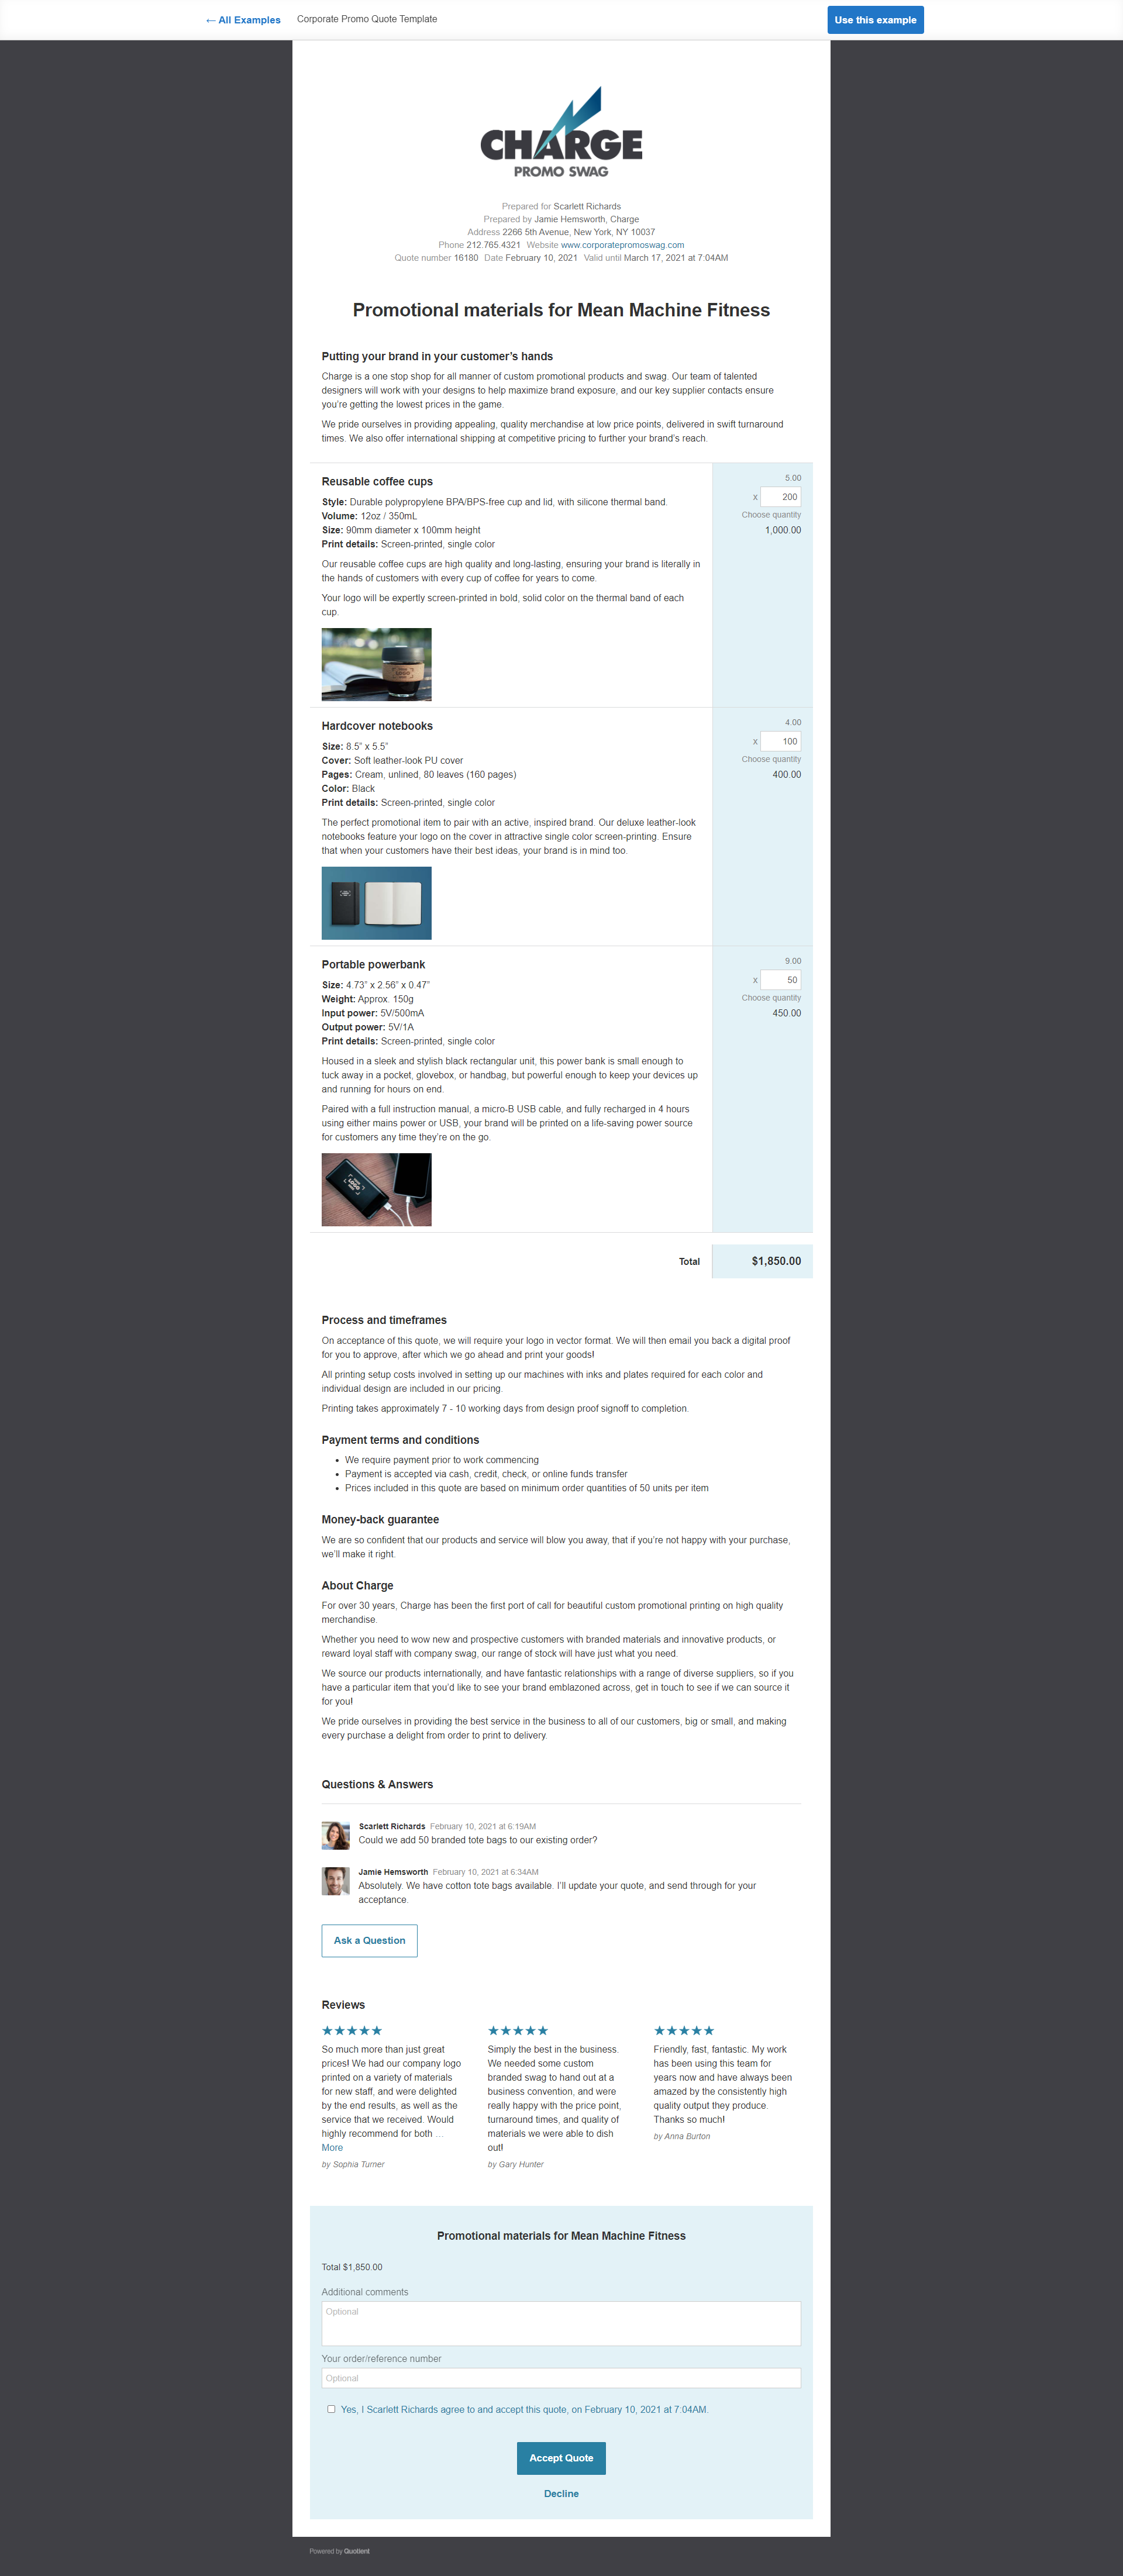 ← All Examples
Corporate Promo Quote Template
Use this example
CHARGE
PROMO SWAG
Prepared for Scarlett Richards
Prepared by Jamie Hemsworth, Charge
Address 2266 5th Avenue, New York, NY 10037
Phone 212.765.4321 Website www.corporatepromoswag.com
Quote number 16180 Date February 10, 2021 Valid until March 17, 2021 at 7:04AM
Promotional materials for Mean Machine Fitness
Putting your brand in your customer’s hands
Charge is a one stop shop for all manner of custom promotional products and swag. Our team of talented
designers will work with your designs to help maximize brand exposure, and our key supplier contacts ensure
you’re getting the lowest prices in the game.
We pride ourselves in providing appealing, quality merchandise at low price points, delivered in swift turnaround
times. We also offer international shipping at competitive pricing to further your brand’s reach.
Reusable coffee cups
Style: Durable polypropylene BPA/BPS-free cup and lid, with silicone thermal band.
Volume: 12oz / 350mL
Size: 90mm diameter x 100mm height
Print details: Screen-printed, single color
Our reusable coffee cups are high quality and long-lasting, ensuring your brand is literally in
the hands of customers with every cup of coffee for years to come.
Your logo will be expertly screen-printed in bold, solid color on the thermal band of each
cup.
YOUR
LOGO
HERE
5.00
x 200
Choose quantity
1,000.00
Hardcover notebooks
Size: 8.5” x 5.5”
Cover: Soft leather-look PU cover
Pages: Cream, unlined, 80 leaves (160 pages)
Color: Black
Print details: Screen-printed, single color
The perfect promotional item to pair with an active, inspired brand. Our deluxe leather-look
notebooks feature your logo on the cover in attractive single color screen-printing. Ensure
that when your customers have their best ideas, your brand is in mind too.
4.00
x 100
Choose quantity
400.00
Portable powerbank
Size: 4.73” x 2.56” x 0.47”
Weight: Approx. 150g
Input power: 5V/500mA
Output power: 5V/1A
Print details: Screen-printed, single color
Housed in a sleek and stylish black rectangular unit, this power bank is small enough to
tuck away in a pocket, glovebox, or handbag, but powerful enough to keep your devices up
and running for hours on end.
Paired with a full instruction manual, a micro-B USB cable, and fully recharged in 4 hours
using either mains power or USB, your brand will be printed on a life-saving power source
for customers any time they’re on the go.
YOUR
LOGO
HERE
9.00
x 50
Choose quantity
450.00
Total $1,850.00
Process and timeframes
On acceptance of this quote, we will require your logo in vector format. We will then email you back a digital proof
for you to approve, after which we go ahead and print your goods!
All printing setup costs involved in setting up our machines with inks and plates required for each color and
individual design are included in our pricing.
Printing takes approximately 7 - 10 working days from design proof signoff to completion.
Payment terms and conditions
• We require payment prior to work commencing
• Payment is accepted via cash, credit, check, or online funds transfer
• Prices included in this quote are based on minimum order quantities of 50 units per item
Money-back guarantee
We are so confident that our products and service will blow you away, that if you’re not happy with your purchase,
we’ll make it right.
About Charge
For over 30 years, Charge has been the first port of call for beautiful custom promotional printing on high quality
merchandise.
Whether you need to wow new and prospective customers with branded materials and innovative products, or
reward loyal staff with company swag, our range of stock will have just what you need.
We source our products internationally, and have fantastic relationships with a range of diverse suppliers, so if you
have a particular item that you’d like to see your brand emblazoned across, get in touch to see if we can source it
for you!
We pride ourselves in providing the best service in the business to all of our customers, big or small, and making
every purchase a delight from order to print to delivery.
Questions & Answers
Scarlett Richards February 10, 2021 at 6:19AM
Could we add 50 branded tote bags to our existing order?
Jamie Hemsworth February 10, 2021 at 6:34AM
Absolutely. We have cotton tote bags available. I’ll update your quote, and send through for your
acceptance.
Ask a Question
Reviews
★★★★★
So much more than just great
prices! We had our company logo
printed on a variety of materials
for new staff, and were delighted
by the end results, as well as the
service that we received. Would
highly recommend for both …
More
by Sophia Turner
★★★★★
Simply the best in the business.
We needed some custom
branded swag to hand out at a
business convention, and were
really happy with the price point,
turnaround times, and quality of
materials we were able to dish
out!
by Gary Hunter
★★★★★
Friendly, fast, fantastic. My work
has been using this team for
years now and have always been
amazed by the consistently high
quality output they produce.
Thanks so much!
by Anna Burton
Promotional materials for Mean Machine Fitness
Total $1,850.00
Additional comments
Optional
Your order/reference number
Optional
Yes, I Scarlett Richards agree to and accept this quote, on February 10, 2021 at 7:04AM.
Accept Quote
Decline
Powered by Quotient